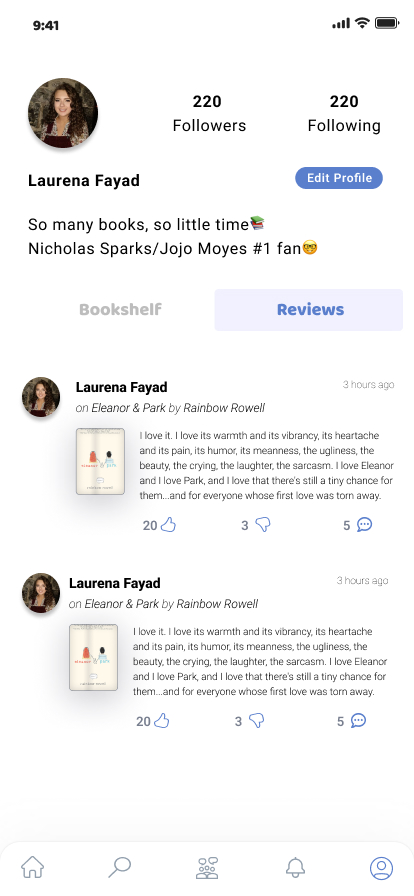 9:41
220
220
Followers
Following
Laurena Fayad
Edit Profile
So many books, so little time📚
Nicholas Sparks/Jojo Moyes #1 fan🤓
Bookshelf
Reviews
Laurena Fayad
3 hours ago
on Eleanor & Park by Rainbow Rowell
I love it. I love its warmth and its vibrancy, its heartache
and its pain, its humor, its meanness, the ugliness, the
beauty, the crying, the laughter, the sarcasm. I love Eleanor
and I love Park, and I love that there's still a tiny chance for
them...and for everyone whose first love was torn away.
20
3
5
Laurena Fayad
3 hours ago
on Eleanor & Park by Rainbow Rowell
I love it. I love its warmth and its vibrancy, its heartache
and its pain, its humor, its meanness, the ugliness, the
beauty, the crying, the laughter, the sarcasm. I love Eleanor
and I love Park, and I love that there's still a tiny chance for
them...and for everyone whose first love was torn away.
20
3
5